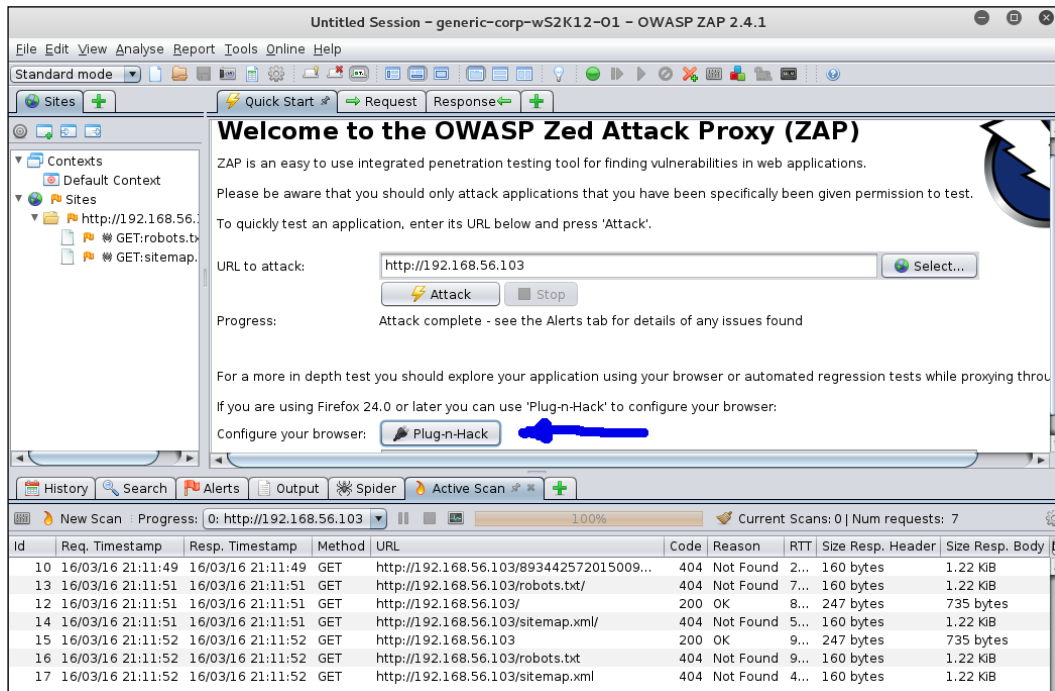 Untitled Session – generic-corp-wS2K12-01 – OWASP ZAP 2.4.1
File Edit View Analyse Report Tools Online Help
Standard mode
Sites
Quick Start
Request
Response
Contexts
Default Context
Sites
http://192.168.56.
GET:robots.tx
GET:sitemap.
Welcome to the OWASP Zed Attack Proxy (ZAP)
ZAP is an easy to use integrated penetration testing tool for finding vulnerabilities in web applications.
Please be aware that you should only attack applications that you have been specifically been given permission to test.
To quickly test an application, enter its URL below and press 'Attack'.
URL to attack: http://192.168.56.103 Select...
Attack Stop
Progress: Attack complete - see the Alerts tab for details of any issues found
For a more in depth test you should explore your application using your browser or automated regression tests while proxying throu
If you are using Firefox 24.0 or later you can use 'Plug-n-Hack' to configure your browser:
Configure your browser: Plug-n-Hack
History Search Alerts Output Spider Active Scan
New Scan Progress: 0: http://192.168.56.103 100% Current Scans: 0 | Num requests: 7
Id Req. Timestamp Resp. Timestamp Method URL Code Reason RTT Size Resp. Header Size Resp. Body
10 16/03/16 21:11:49 16/03/16 21:11:49 GET http://192.168.56.103/893442572015009... 404 Not Found 2... 160 bytes 1.22 KiB
13 16/03/16 21:11:51 16/03/16 21:11:51 GET http://192.168.56.103/robots.txt/ 404 Not Found 7... 160 bytes 1.22 KiB
12 16/03/16 21:11:51 16/03/16 21:11:51 GET http://192.168.56.103/ 200 OK 8... 247 bytes 735 bytes
14 16/03/16 21:11:51 16/03/16 21:11:51 GET http://192.168.56.103/sitemap.xml/ 404 Not Found 5... 160 bytes 1.22 KiB
15 16/03/16 21:11:52 16/03/16 21:11:52 GET http://192.168.56.103 200 OK 9... 247 bytes 735 bytes
16 16/03/16 21:11:52 16/03/16 21:11:52 GET http://192.168.56.103/robots.txt 404 Not Found 9... 160 bytes 1.22 KiB
17 16/03/16 21:11:52 16/03/16 21:11:52 GET http://192.168.56.103/sitemap.xml 404 Not Found 4... 160 bytes 1.22 KiB